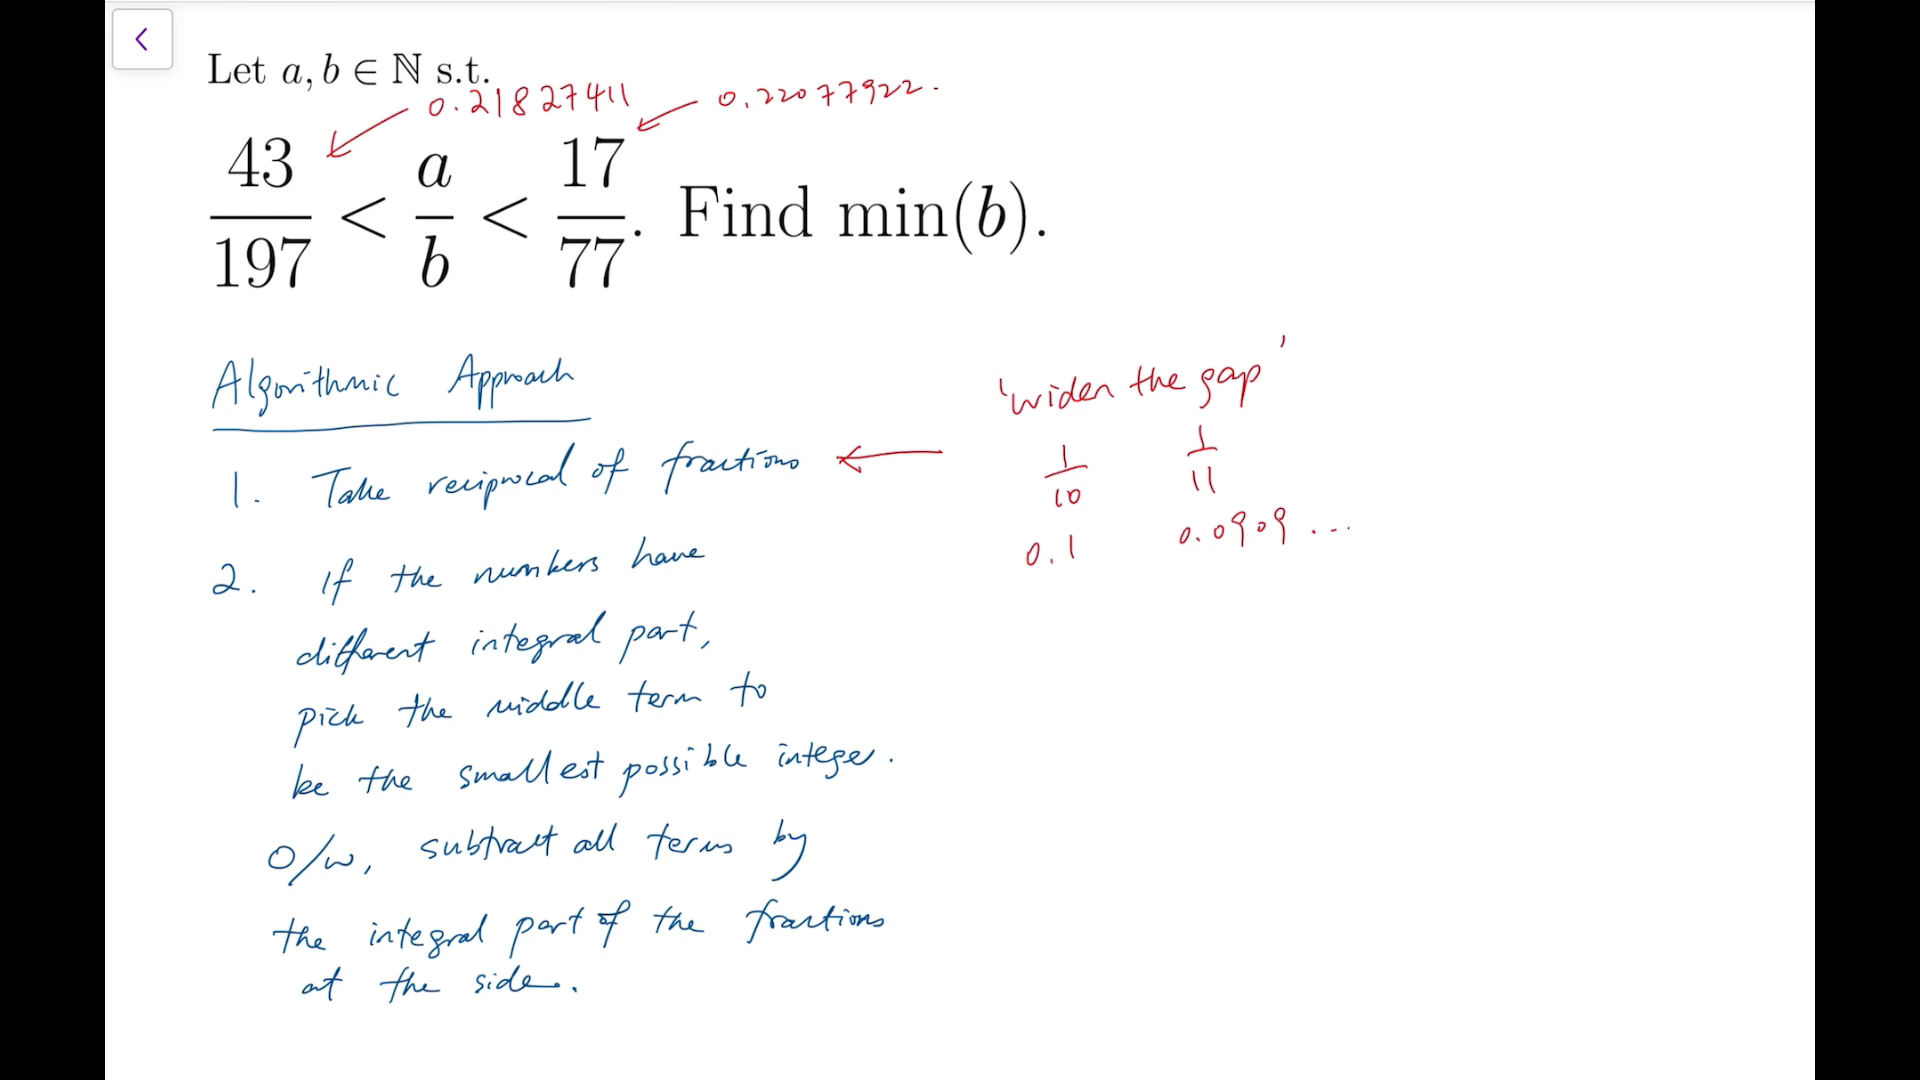 Let a, b ∈ ℕ s.t.
0.21827411
0.22077922.
43/197 < a/b < 17/77. Find min(b).
Algorithmic Approach
'widen the gap'
1. Take reciprocal of fractions
1/10 1/11
0.1 0.0909...
2. If the numbers have
different integral part,
pick the middle term to
be the smallest possible integer.
O/w, subtract all terms by
the integral part of the fractions
at the side.